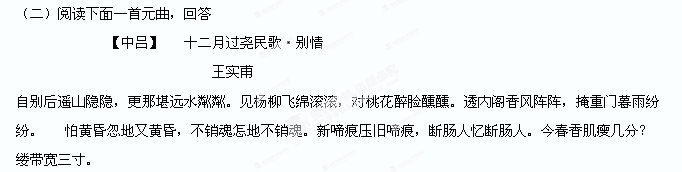 （二）阅读下面一首元曲，回答
【中吕】 十二月过尧民歌·别情
王实甫
自别后遥山隐隐，更那堪远水粼粼。见杨柳飞绵滚滚，对桃花醉脸醺醺。透内阁香风阵阵，掩重门暮雨纷
纷。 怕黄昏忽地又黄昏，不销魂怎地不销魂。新啼痕压旧啼痕，断肠人忆断肠人。今春香肌瘦几分？
缕带宽三寸。